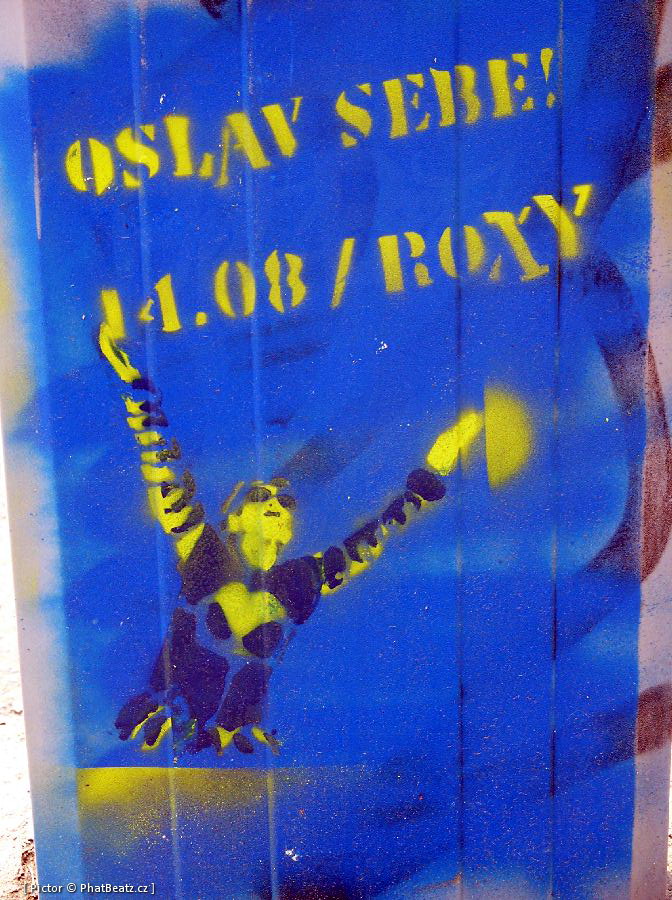 OSLAV SEBE!
14.08 / ROXY
[ Pictor © PhatBeatz.cz ]